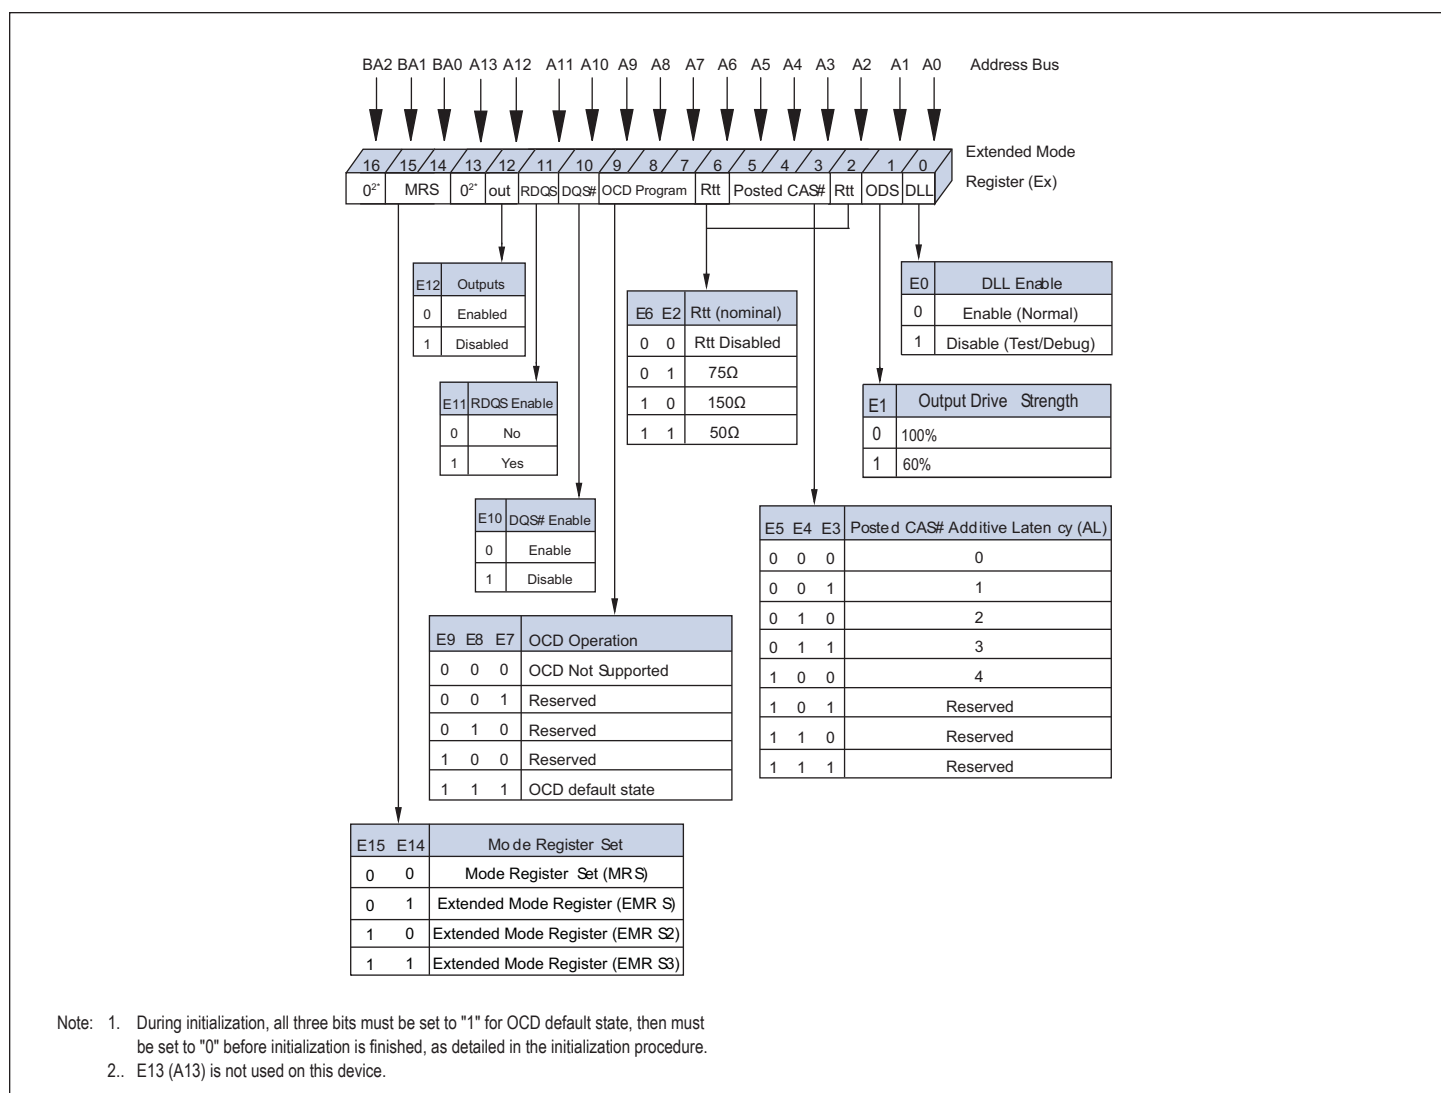 BA2 BA1 BA0 A13 A12 A11 A10 A9 A8 A7 A6 A5 A4 A3 A2 A1 A0 Address Bus
16 15 14 13 12 11 10 9 8 7 6 5 4 3 2 1 0
Extended Mode
Register (Ex)
0²* MRS 0²* out RDQS DQS# OCD Program Rtt Posted CAS# Rtt ODS DLL
E12 Outputs
0 Enabled
1 Disabled
E6 E2 Rtt (nominal)
0 0 Rtt Disabled
0 1 75Ω
1 0 150Ω
1 1 50Ω
E0 DLL Enable
0 Enable (Normal)
1 Disable (Test/Debug)
E11 RDQS Enable
0 No
1 Yes
E1 Output Drive Strength
0 100%
1 60%
E10 DQS# Enable
0 Enable
1 Disable
E5 E4 E3 Posted CAS# Additive Laten cy (AL)
0 0 0 0
0 0 1 1
0 1 0 2
0 1 1 3
1 0 0 4
1 0 1 Reserved
1 1 0 Reserved
1 1 1 Reserved
E9 E8 E7 OCD Operation
0 0 0 OCD Not Supported
0 0 1 Reserved
0 1 0 Reserved
1 0 0 Reserved
1 1 1 OCD default state
E15 E14 Mo de Register Set
0 0 Mode Register Set (MRS)
0 1 Extended Mode Register (EMR S)
1 0 Extended Mode Register (EMR S2)
1 1 Extended Mode Register (EMR S3)
Note: 1. During initialization, all three bits must be set to "1" for OCD default state, then must
be set to "0" before initialization is finished, as detailed in the initialization procedure.
2.. E13 (A13) is not used on this device.